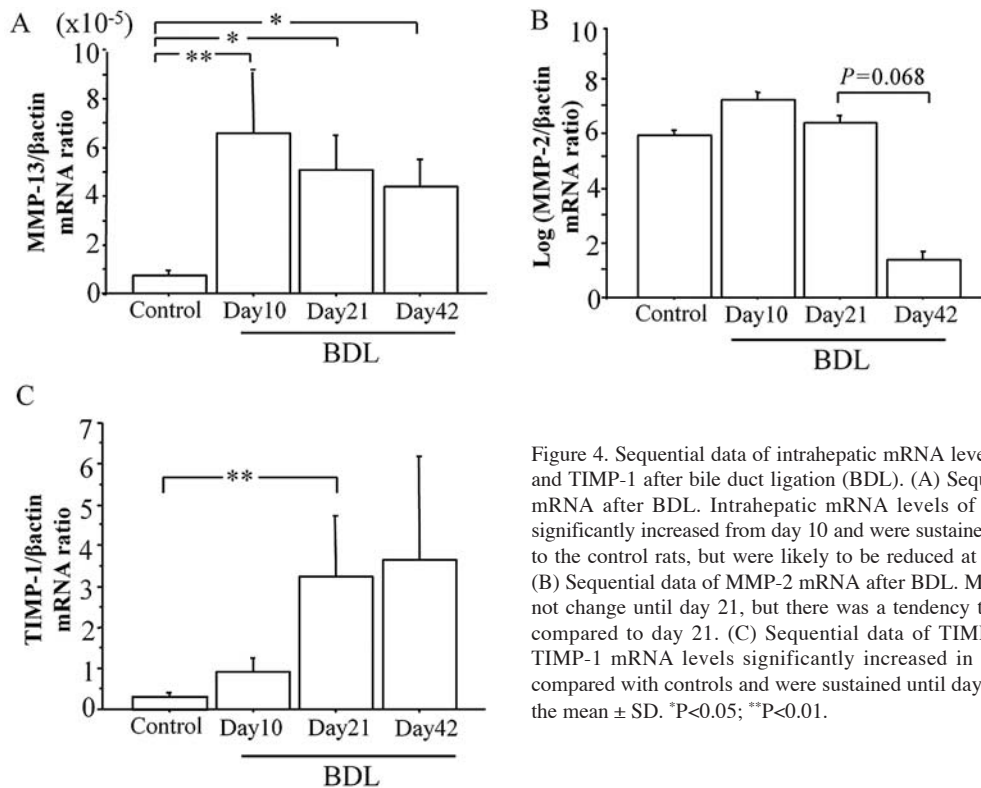 A (x10-5)
*
*
**
10
8
6
4
2
0
MMP-13/βactin
mRNA ratio
Control Day10 Day21 Day42
BDL
B
10
8
6
4
2
0
Log (MMP-2/βactin
mRNA ratio)
P=0.068
Control Day10 Day21 Day42
BDL
C
7
6
5
4
3
2
1
0
TIMP-1/βactin
mRNA ratio
**
Control Day10 Day21 Day42
BDL
Figure 4. Sequential data of intrahepatic mRNA leve
and TIMP-1 after bile duct ligation (BDL). (A) Sequ
mRNA after BDL. Intrahepatic mRNA levels of
significantly increased from day 10 and were sustaine
to the control rats, but were likely to be reduced at
(B) Sequential data of MMP-2 mRNA after BDL. M
not change until day 21, but there was a tendency t
compared to day 21. (C) Sequential data of TIMP
TIMP-1 mRNA levels significantly increased in
compared with controls and were sustained until day
the mean ± SD. *P<0.05; **P<0.01.